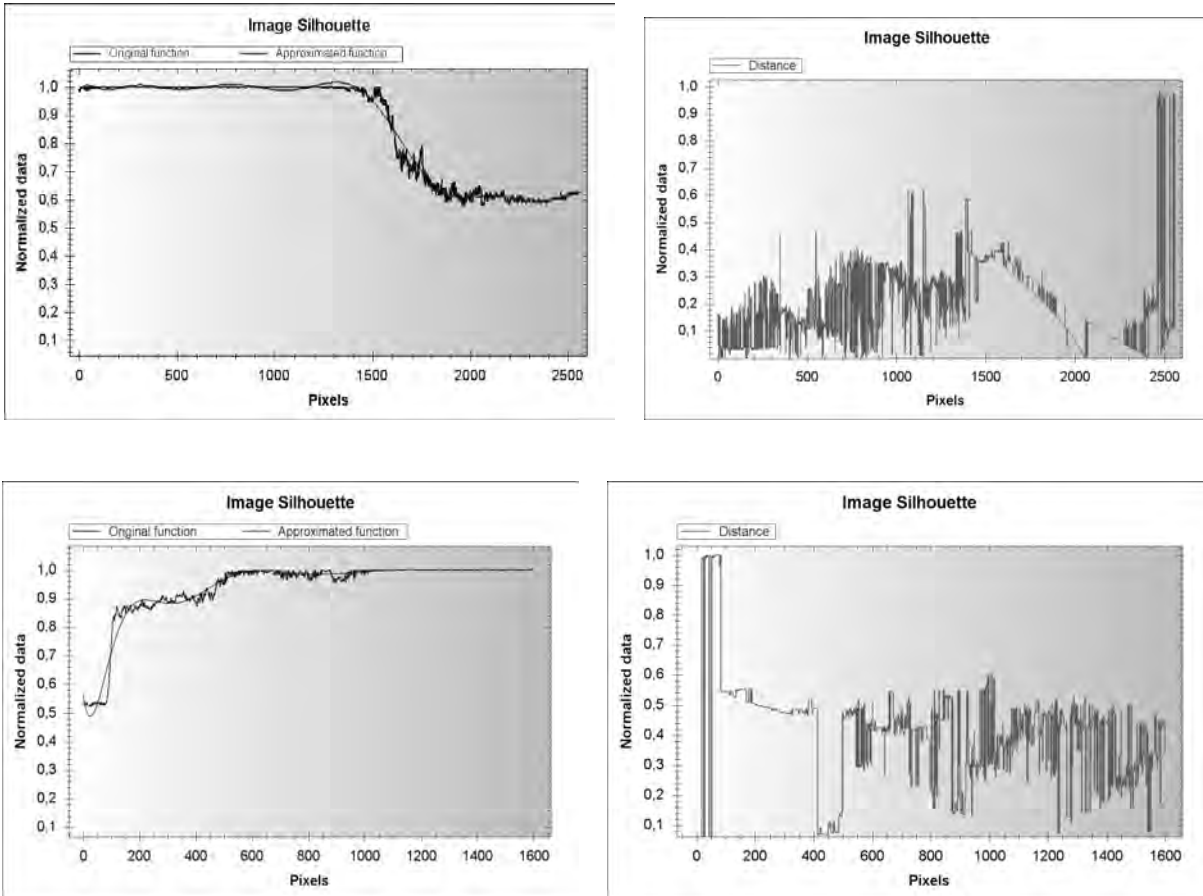 Image Silhouette
Original function Approximated function
Normalized data
1,0
0,9
0,8
0,7
0,6
0,5
0,4
0,3
0,2
0,1
0 500 1000 1500 2000 2500
Pixels
Image Silhouette
Distance
Normalized data
1,0
0,9
0,8
0,7
0,6
0,5
0,4
0,3
0,2
0,1
0 500 1000 1500 2000 2500
Pixels
Image Silhouette
Original function Approximated function
Normalized data
1,0
0,9
0,8
0,7
0,6
0,5
0,4
0,3
0,2
0,1
0 200 400 600 800 1000 1200 1400 1600
Pixels
Image Silhouette
Distance
Normalized data
1,0
0,9
0,8
0,7
0,6
0,5
0,4
0,3
0,2
0,1
0 200 400 600 800 1000 1200 1400 1600
Pixels